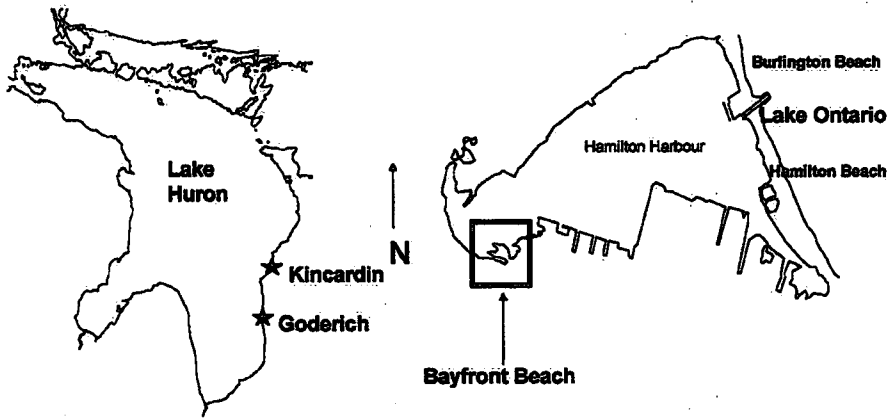 Lake
Huron
Kincardin
Goderich
N
Burlington Beach
Lake Ontario
Hamilton Harbour
Hamilton Beach
Bayfront Beach